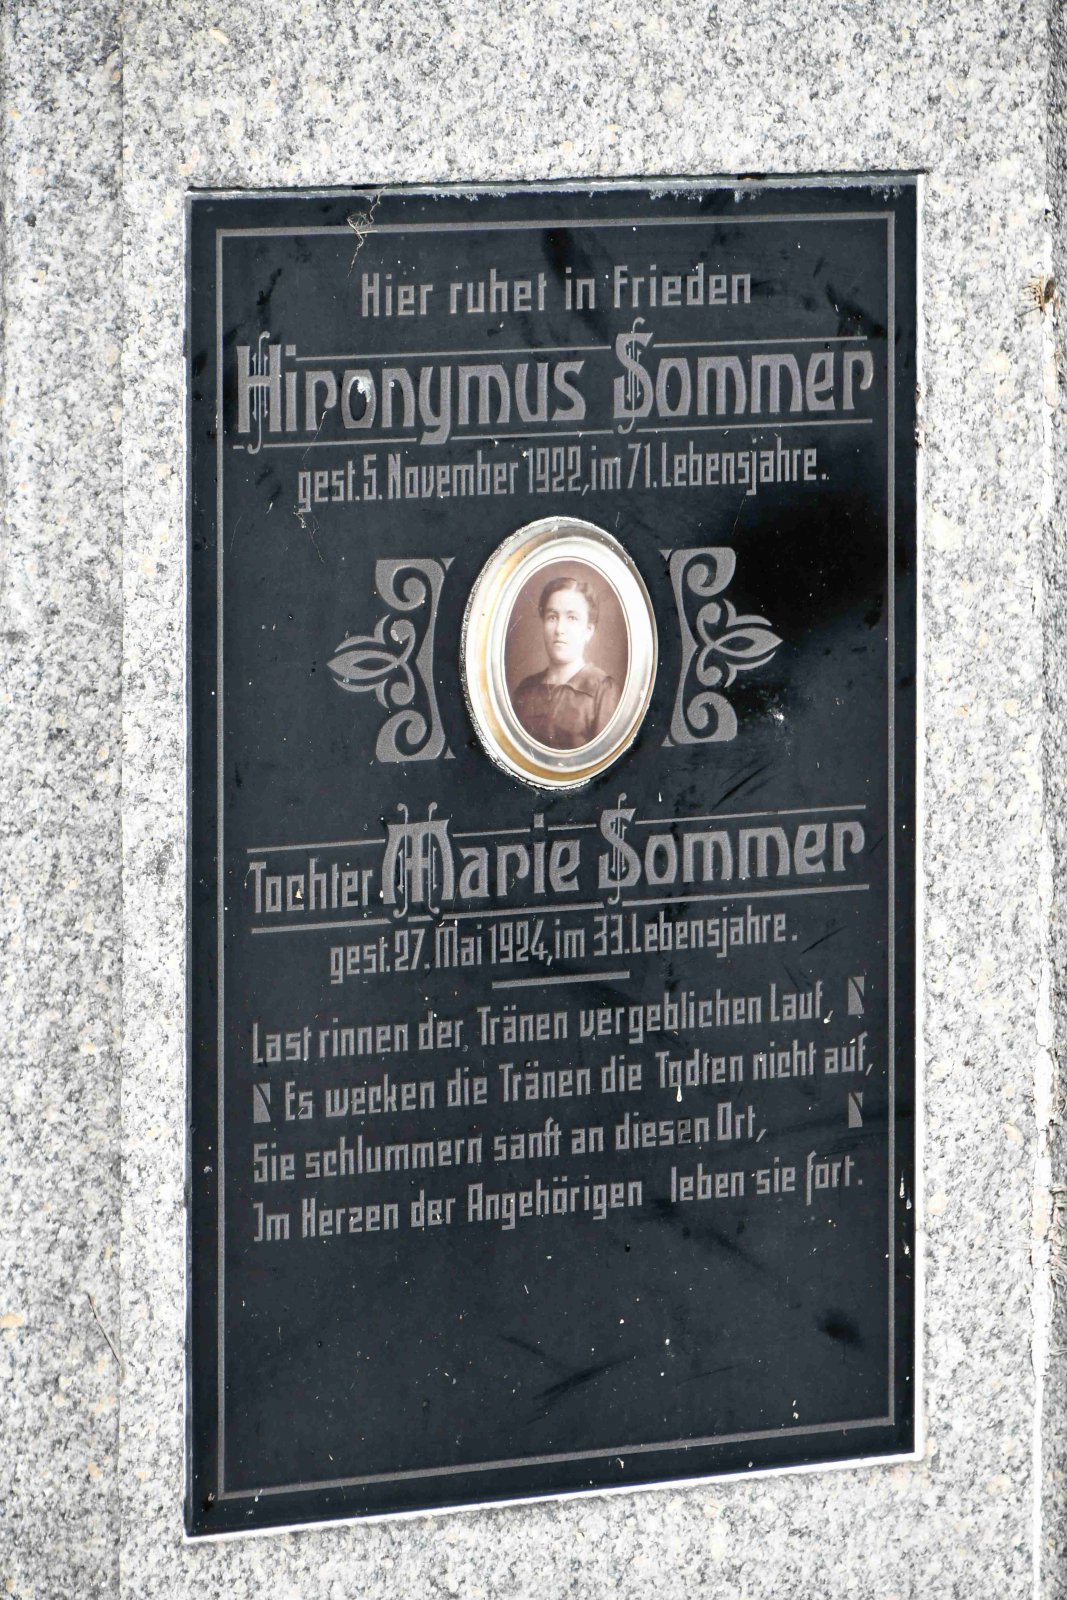 Hier ruhet in Frieden
Hironymus Sommer
gest. 5. November 1922, im 71. Lebensjahre.
Tochter Marie Sommer
gest. 27. Mai 1924, im 33. Lebensjahre.
Last rinnen der Tränen vergeblichen Lauf,
Es wecken die Tränen die Todten nicht auf,
Sie schlummern sanft an diesen Ort,
Im Herzen der Angehörigen leben sie fort.